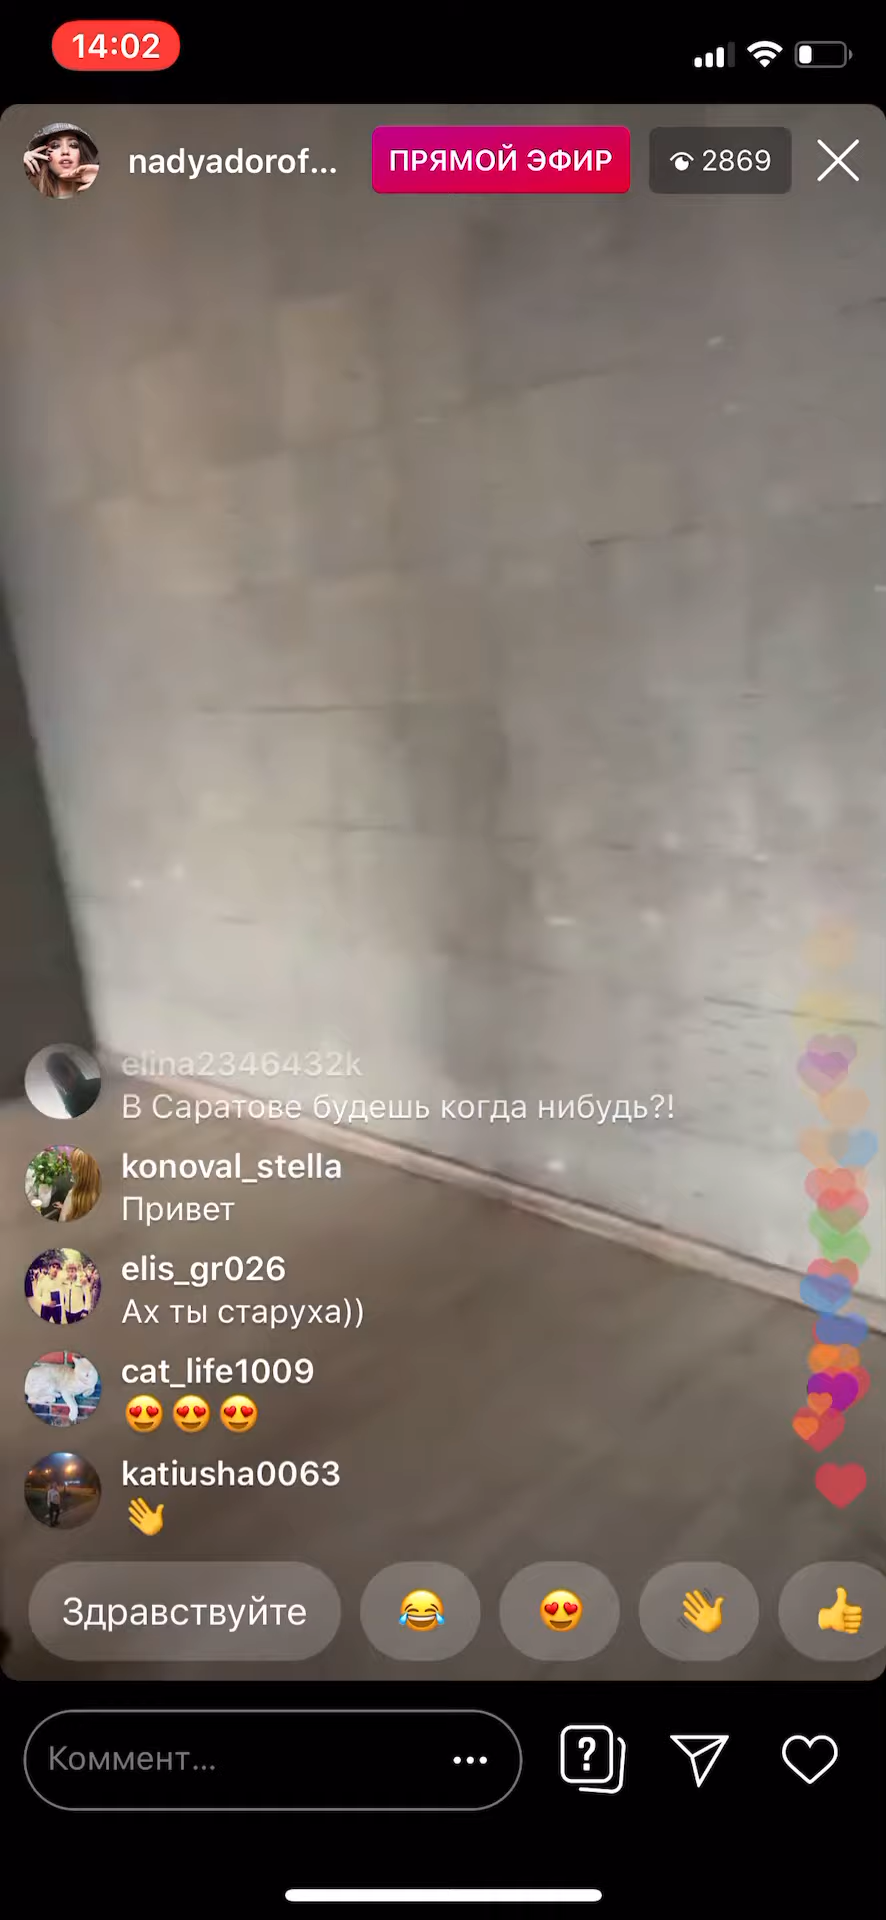 14:02
nadyadorof... ПРЯМОЙ ЭФИР 2869
elina2346432k
В Саратове будешь когда нибудь?!
konoval_stella
Привет
elis_gr026
Ах ты старуха))
cat_life1009
😍😍😍
katiusha0063
👋
Здравствуйте 😂 😍 👋 👍
Коммент...